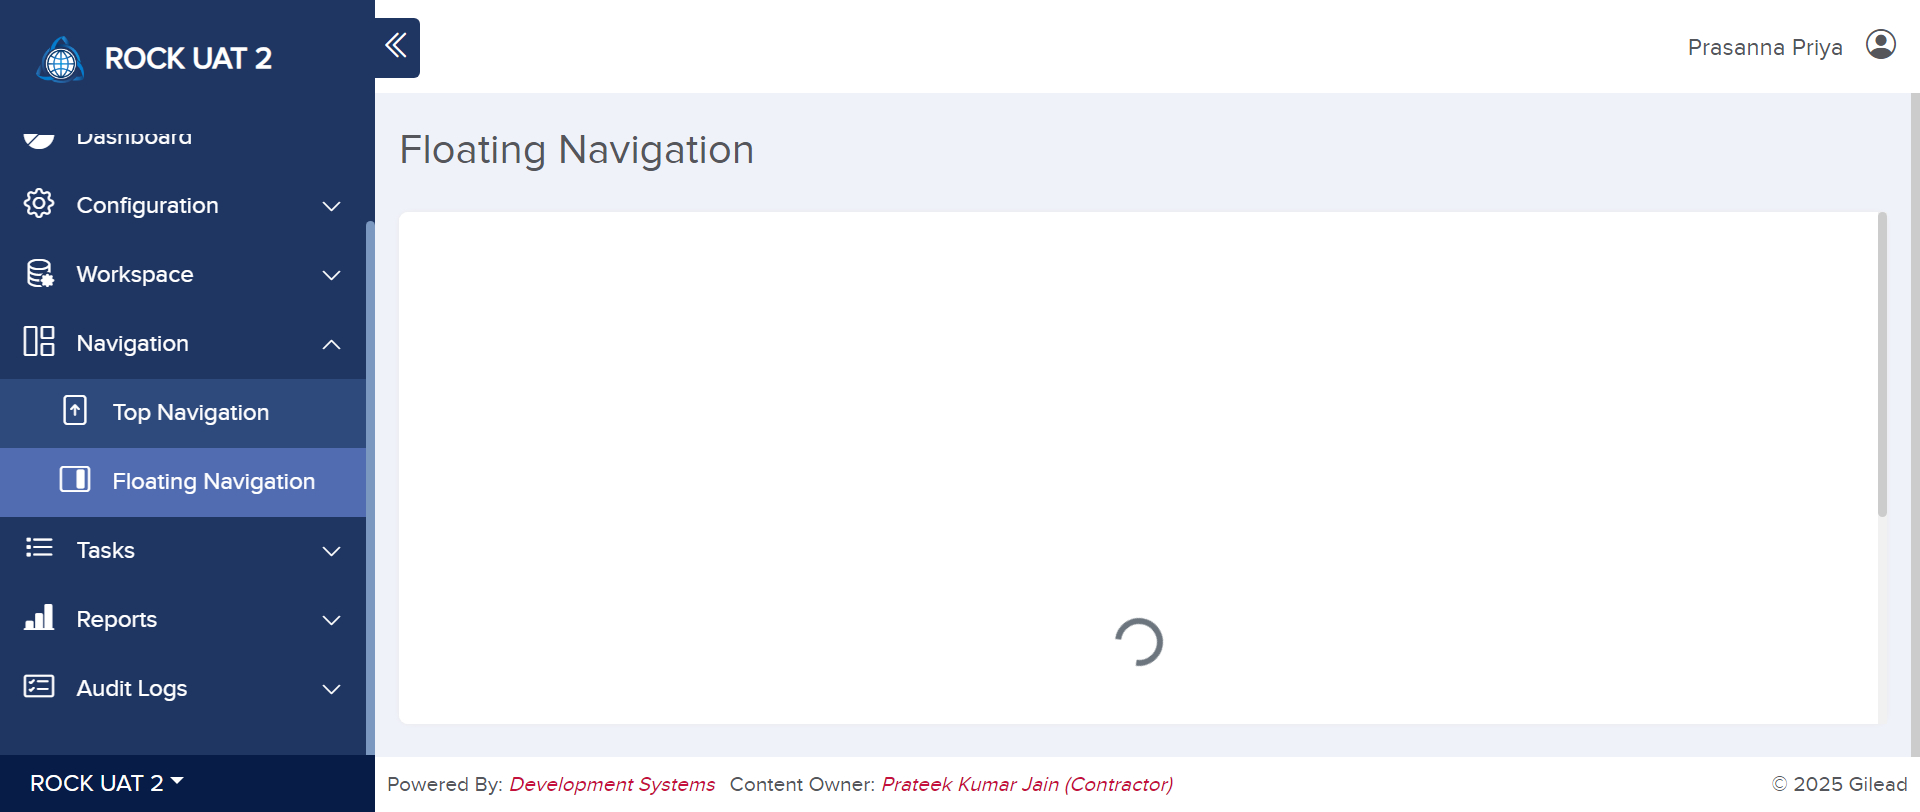 ROCK UAT 2
Prasanna Priya
Dashboard
Floating Navigation
Configuration
Workspace
Navigation
Top Navigation
Floating Navigation
Tasks
Reports
Audit Logs
ROCK UAT 2
Powered By: Development Systems Content Owner: Prateek Kumar Jain (Contractor)
© 2025 Gilead